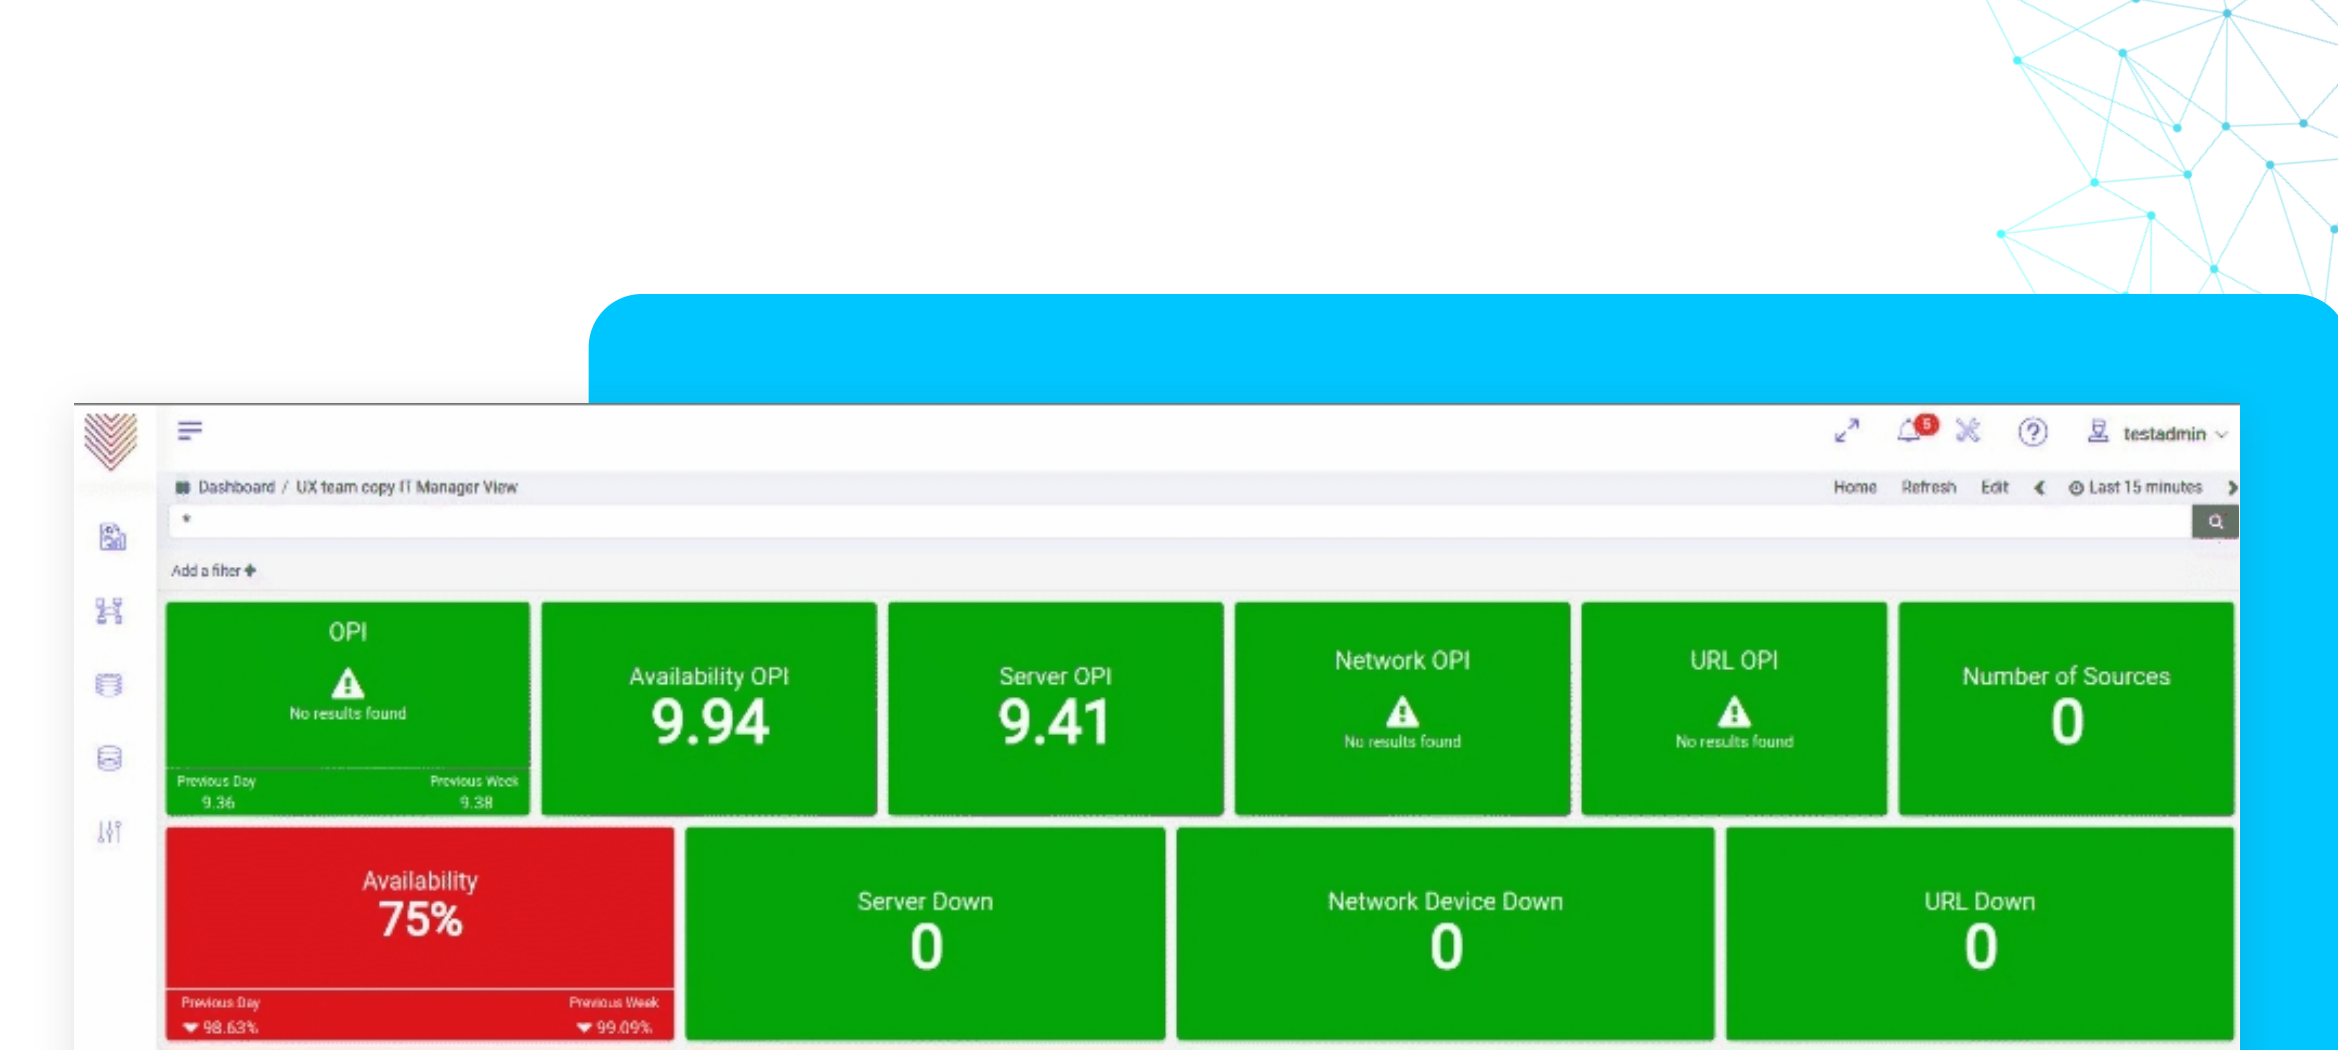 5
testadmin
Dashboard / UX team copy IT Manager View
Home Refresh Edit Last 15 minutes
*
Add a filter
OPI
No results found
Previous Day Previous Week
9.36 9.38
Availability OPI
9.94
Server OPI
9.41
Network OPI
No results found
URL OPI
No results found
Number of Sources
0
Availability
75%
Previous Day Previous Week
98.63% 99.09%
Server Down
0
Network Device Down
0
URL Down
0